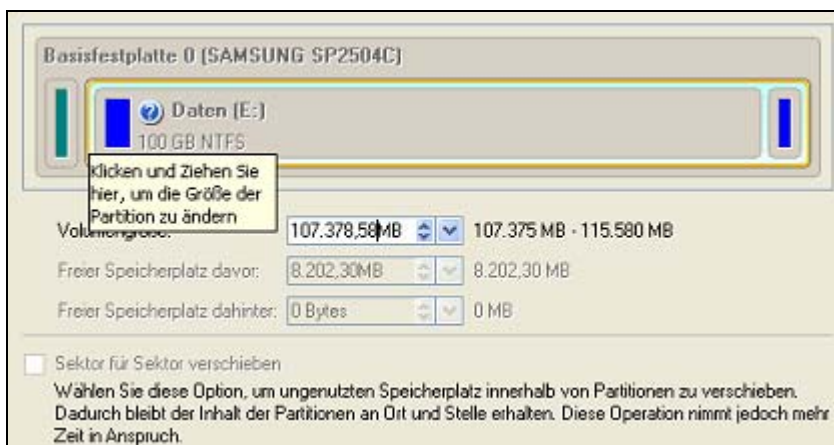 Basisfestplatte 0 (SAMSUNG SP2504C)
Daten (E:)
100 GB NTFS
Klicken und Ziehen Sie
hier, um die Größe der
Partition zu ändern
107.378,58MB 107.375 MB - 115.580 MB
Freier Speicherplatz davor: 8.202,30MB 8.202,30 MB
Freier Speicherplatz dahinter: 0 Bytes 0 MB
Sektor für Sektor verschieben
Wählen Sie diese Option, um ungenutzten Speicherplatz innerhalb von Partitionen zu verschieben.
Dadurch bleibt der Inhalt der Partitionen an Ort und Stelle erhalten. Diese Operation nimmt jedoch mehr
Zeit in Anspruch.